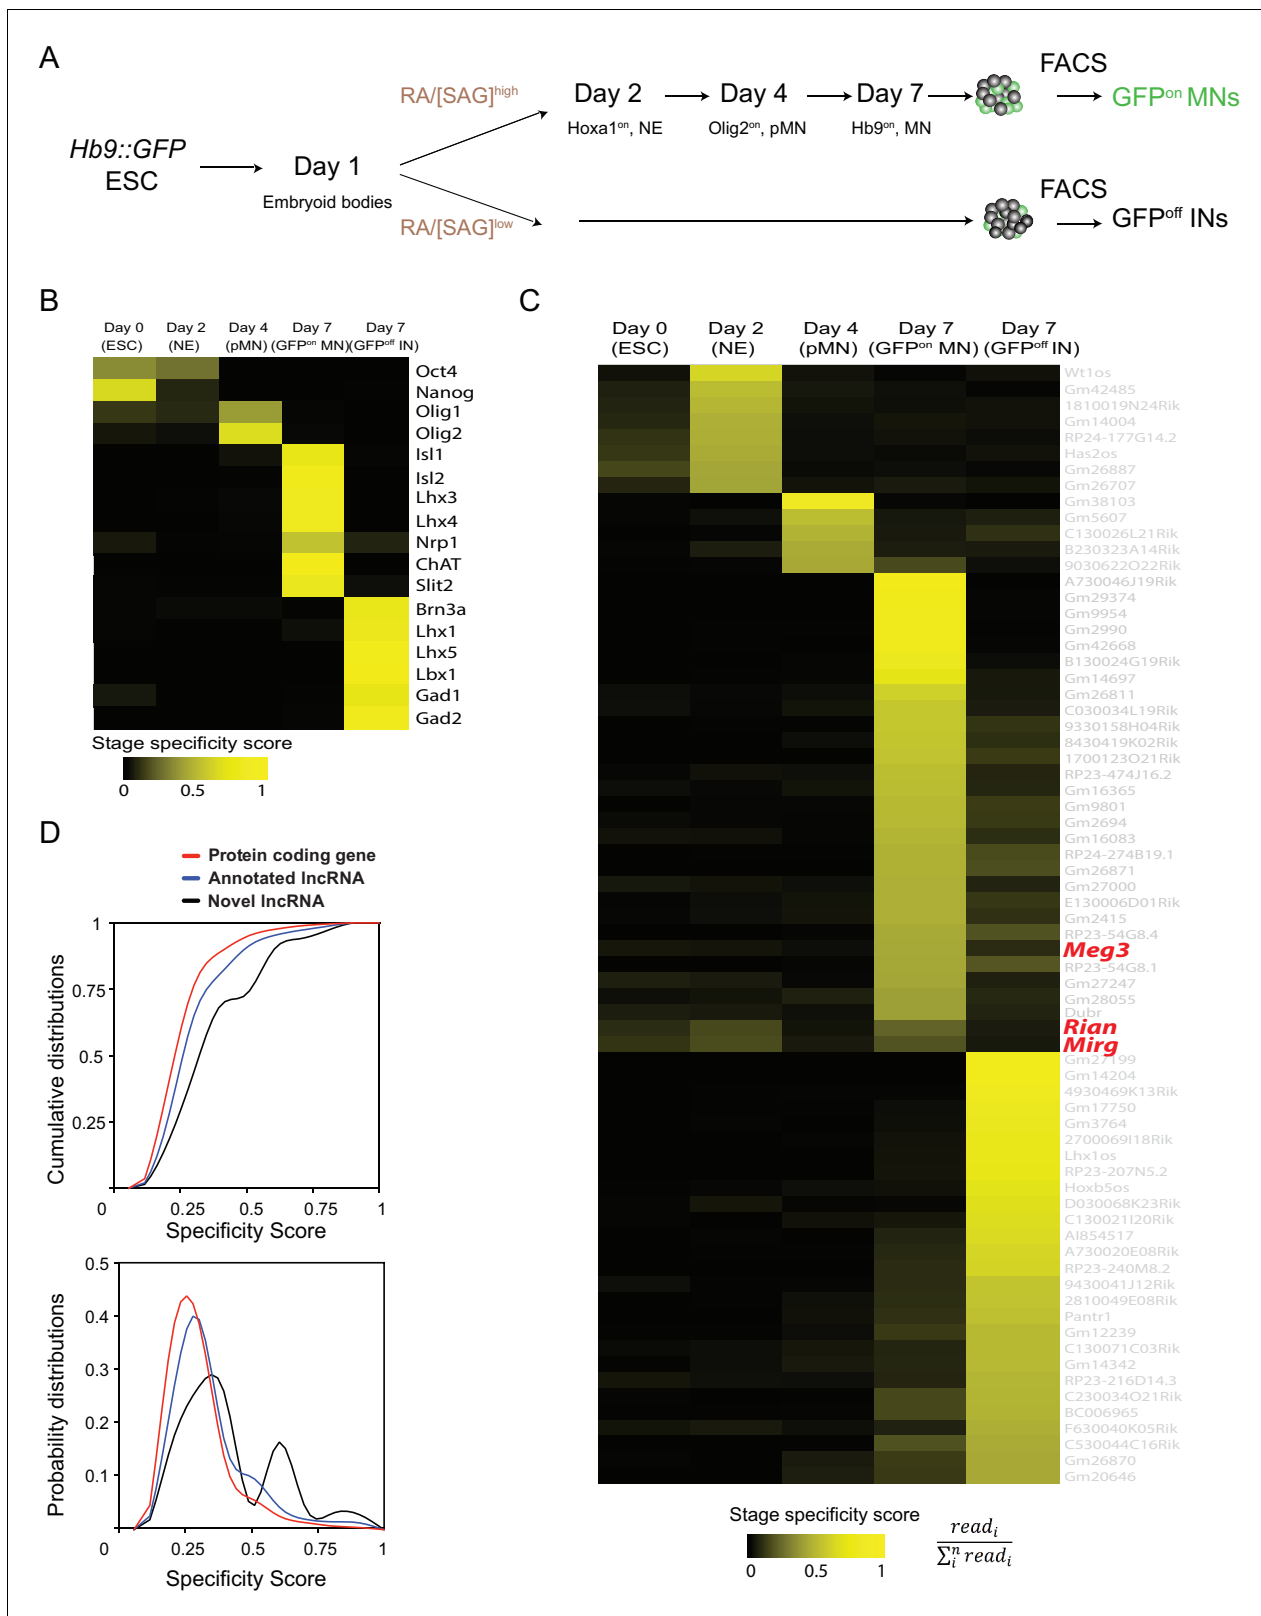 A
RA/[SAG]high
Day 2
Day 4
Day 7
FACS
GFPon MNs
Hoxa1on, NE
Olig2on, pMN
Hb9on, MN
Hb9::GFP
ESC
Day 1
Embryoid bodies
RA/[SAG]low
FACS
GFPoff INs
B
Day 0
(ESC)
Day 2
(NE)
Day 4
(pMN)
Day 7
(GFPon MN)
Day 7
(GFPoff IN)
Oct4
Nanog
Olig1
Olig2
Isl1
Isl2
Lhx3
Lhx4
Nrp1
ChAT
Slit2
Brn3a
Lhx1
Lhx5
Lbx1
Gad1
Gad2
Stage specificity score
0 0.5 1
C
Day 0
(ESC)
Day 2
(NE)
Day 4
(pMN)
Day 7
(GFPon MN)
Day 7
(GFPoff IN)
Wt1os
Gm42485
1810019N24Rik
Gm14004
RP24-177G14.2
Has2os
Gm26887
Gm26707
Gm38103
Gm5607
C130026L21Rik
B230323A14Rik
9030622O22Rik
A730046J19Rik
Gm29374
Gm9954
Gm2990
Gm42668
B130024G19Rik
Gm14697
Gm26811
C030034L19Rik
9330158H04Rik
8430419K02Rik
1700123O21Rik
RP23-474J16.2
Gm16365
Gm9801
Gm2694
Gm16083
RP24-274B19.1
Gm26871
Gm27000
E130006D01Rik
Gm2415
RP23-54G8.4
Meg3
RP23-54G8.1
Gm27247
Gm28055
Dubr
Rian
Mirg
Gm27199
Gm14204
4930469K13Rik
Gm17750
Gm3764
2700069I18Rik
Lhx1os
RP23-207N5.2
Hoxb5os
D030068K23Rik
C130021I20Rik
AI854517
A730020E08Rik
RP23-240M8.2
9430041J12Rik
2810049E08Rik
Pantr1
Gm12239
C130071C03Rik
Gm14342
RP23-216D14.3
C230034O21Rik
BC006965
F630040K05Rik
C530044C16Rik
Gm26870
Gm20646
Stage specificity score
0 0.5 1
read_i
∑_i^n read_i
D
Protein coding gene
Annotated lncRNA
Novel lncRNA
Cumulative distributions
1
0.75
0.5
0.25
0 0.25 0.5 0.75 1
Specificity Score
Probability distributions
0.5
0.4
0.3
0.2
0.1
0 0.25 0.5 0.75 1
Specificity Score